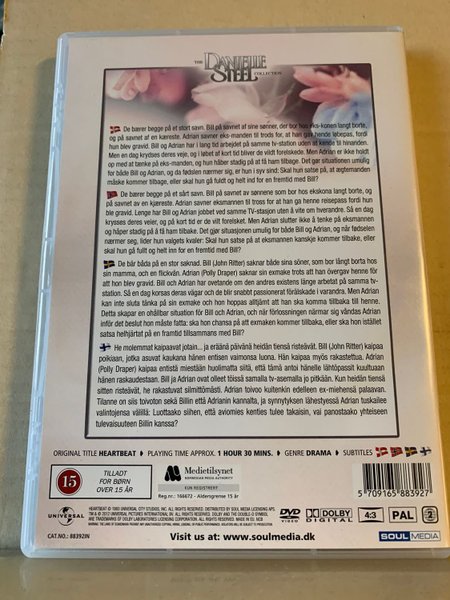 THE DANIELLE STEEL COLLECTION
De bærer begge på et stort savn. Bill på savnet af sine sønner, der bor hos eks-konen langt borte,
og på savnet af en kæreste. Adrian savner eks-manden til trods for, at han gav hende løbepas, fordi
hun blev gravid. Bill og Adrian har i lang tid arbejdet på samme tv-station uden at kende til hinanden.
Men en dag krydses deres veje, og i løbet af kort tid bliver de vildt forelskede. Men Adrian er ikke holdt
op med at tænke på eks-manden, og hun håber stadig på at få ham tilbage. Det gør situationen umulig
for både Bill og Adrian, og da fødslen nærmer sig, er hun i syv sind: Skal hun satse på, at ægtemanden
måske kommer tilbage, eller skal hun gå fuldt og helt ind for en fremtid med Bill?
De bærer begge på et sårt savn. Bill på savnet av sønnene som bor hos ekskona langt borte, og
på savnet av en kjæreste. Adrian savner eksmannen til tross for at han ga henne reisepass fordi hun
ble gravid. Lenge har Bill og Adrian jobbet ved samme TV-stasjon uten å vite om hverandre. Så en dag
krysses deres veier, og på kort tid er de vilt forelsket. Men Adrian slutter ikke å tenke på eksmannen og
håper stadig på å få ham tilbake. Det gjør situasjonen umulig for både Bill og Adrian, og når fødselen
nærmer seg, lider hun valgets kvaler: Skal hun satse på at eksmannen kanskje kommer tilbake, eller
skal hun gå fullt og helt inn for en fremtid med Bill?
De bär båda på en stor saknad. Bill (John Ritter) saknar både sina söner, som bor långt borta hos
sin mamma, och en flickvän. Adrian (Polly Draper) saknar sin exmake trots att han övergav henne för
att hon blev gravid. Bill och Adrian har ovetande om den andres existens länge arbetat på samma tv-
station. Så en dag korsas deras vägar och de blir snabbt passionerat förälskade i varandra. Men Adrian
kan inte sluta tänka på sin exmake och hon hoppas alltjämt att han ska komma tillbaka till henne.
Detta skapar en ohållbar situation för Bill och Adrian, och när förlossningen närmar sig våndas Adrian
inför det beslut hon måste fatta: ska hon chansa på att exmaken kommer tillbaka, eller ska hon istället
satsa helhjärtat på en framtid tillsammans med Bill?
He molemmat kaipaavat jotain... ja eräänä päivänä heidän tiensä risteävät. Bill (John Ritter) kaipaa
poikiaan, jotka asuvat kaukana hänen entisen vaimonsa luona. Hän kaipaa myös rakastettua. Adrian
(Polly Draper) kaipaa entistä miestään huolimatta siitä, että tämä antoi hänelle lähtöpassit kuultuaan
hänen raskaudestaan. Bill ja Adrian ovat olleet töissä samalla tv-asemalla jo pitkään. Kun heidän tiensä
sitten risteävät, he rakastuvat silmittömästi. Adrian toivoo kuitenkin edelleen ex-miehensä palaavan.
Tilanne on siis toivoton sekä Billin että Adrianin kannalta, ja synnytyksen lähestyessä Adrian tuskailee
valintojensa välillä: Luottaako siihen, että aviomies kenties tulee takaisin, vai panostaako yhteiseen
tulevaisuuteen Billin kanssa?
ORIGINAL TITLE HEARTBEAT ▸ PLAYING TIME APPROX. 1 HOUR 30 MINS. ▸ GENRE DRAMA ▸ SUBTITLES
15
TILLADT
FOR BØRN
OVER 15 ÅR
Medietilsynet
NORWEGIAN MEDIA AUTHORITY
KUN REGISTRERT
Reg.nr.: 166672 - Aldersgrense 15 år
5709165883927
UNIVERSAL
DVD VIDEO
DOLBY DIGITAL
4:3
PAL
2
SOUL MEDIA
CAT.NO.: 88392IN
Visit us at: www.soulmedia.dk